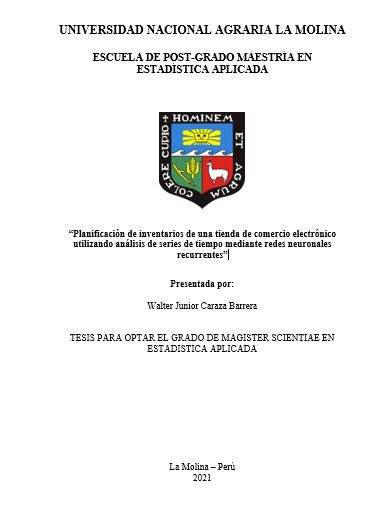 UNIVERSIDAD NACIONAL AGRARIA LA MOLINA
ESCUELA DE POST-GRADO MAESTRÍA EN
ESTADÍSTICA APLICADA
COLERE CUPIO HOMINEM ET AGRUM
“Planificación de inventarios de una tienda de comercio electrónico
utilizando análisis de series de tiempo mediante redes neuronales
recurrentes”
Presentada por:
Walter Junior Caraza Barrera
TESIS PARA OPTAR EL GRADO DE MAGISTER SCIENTIAE EN
ESTADISTICA APLICADA
La Molina – Perú
2021